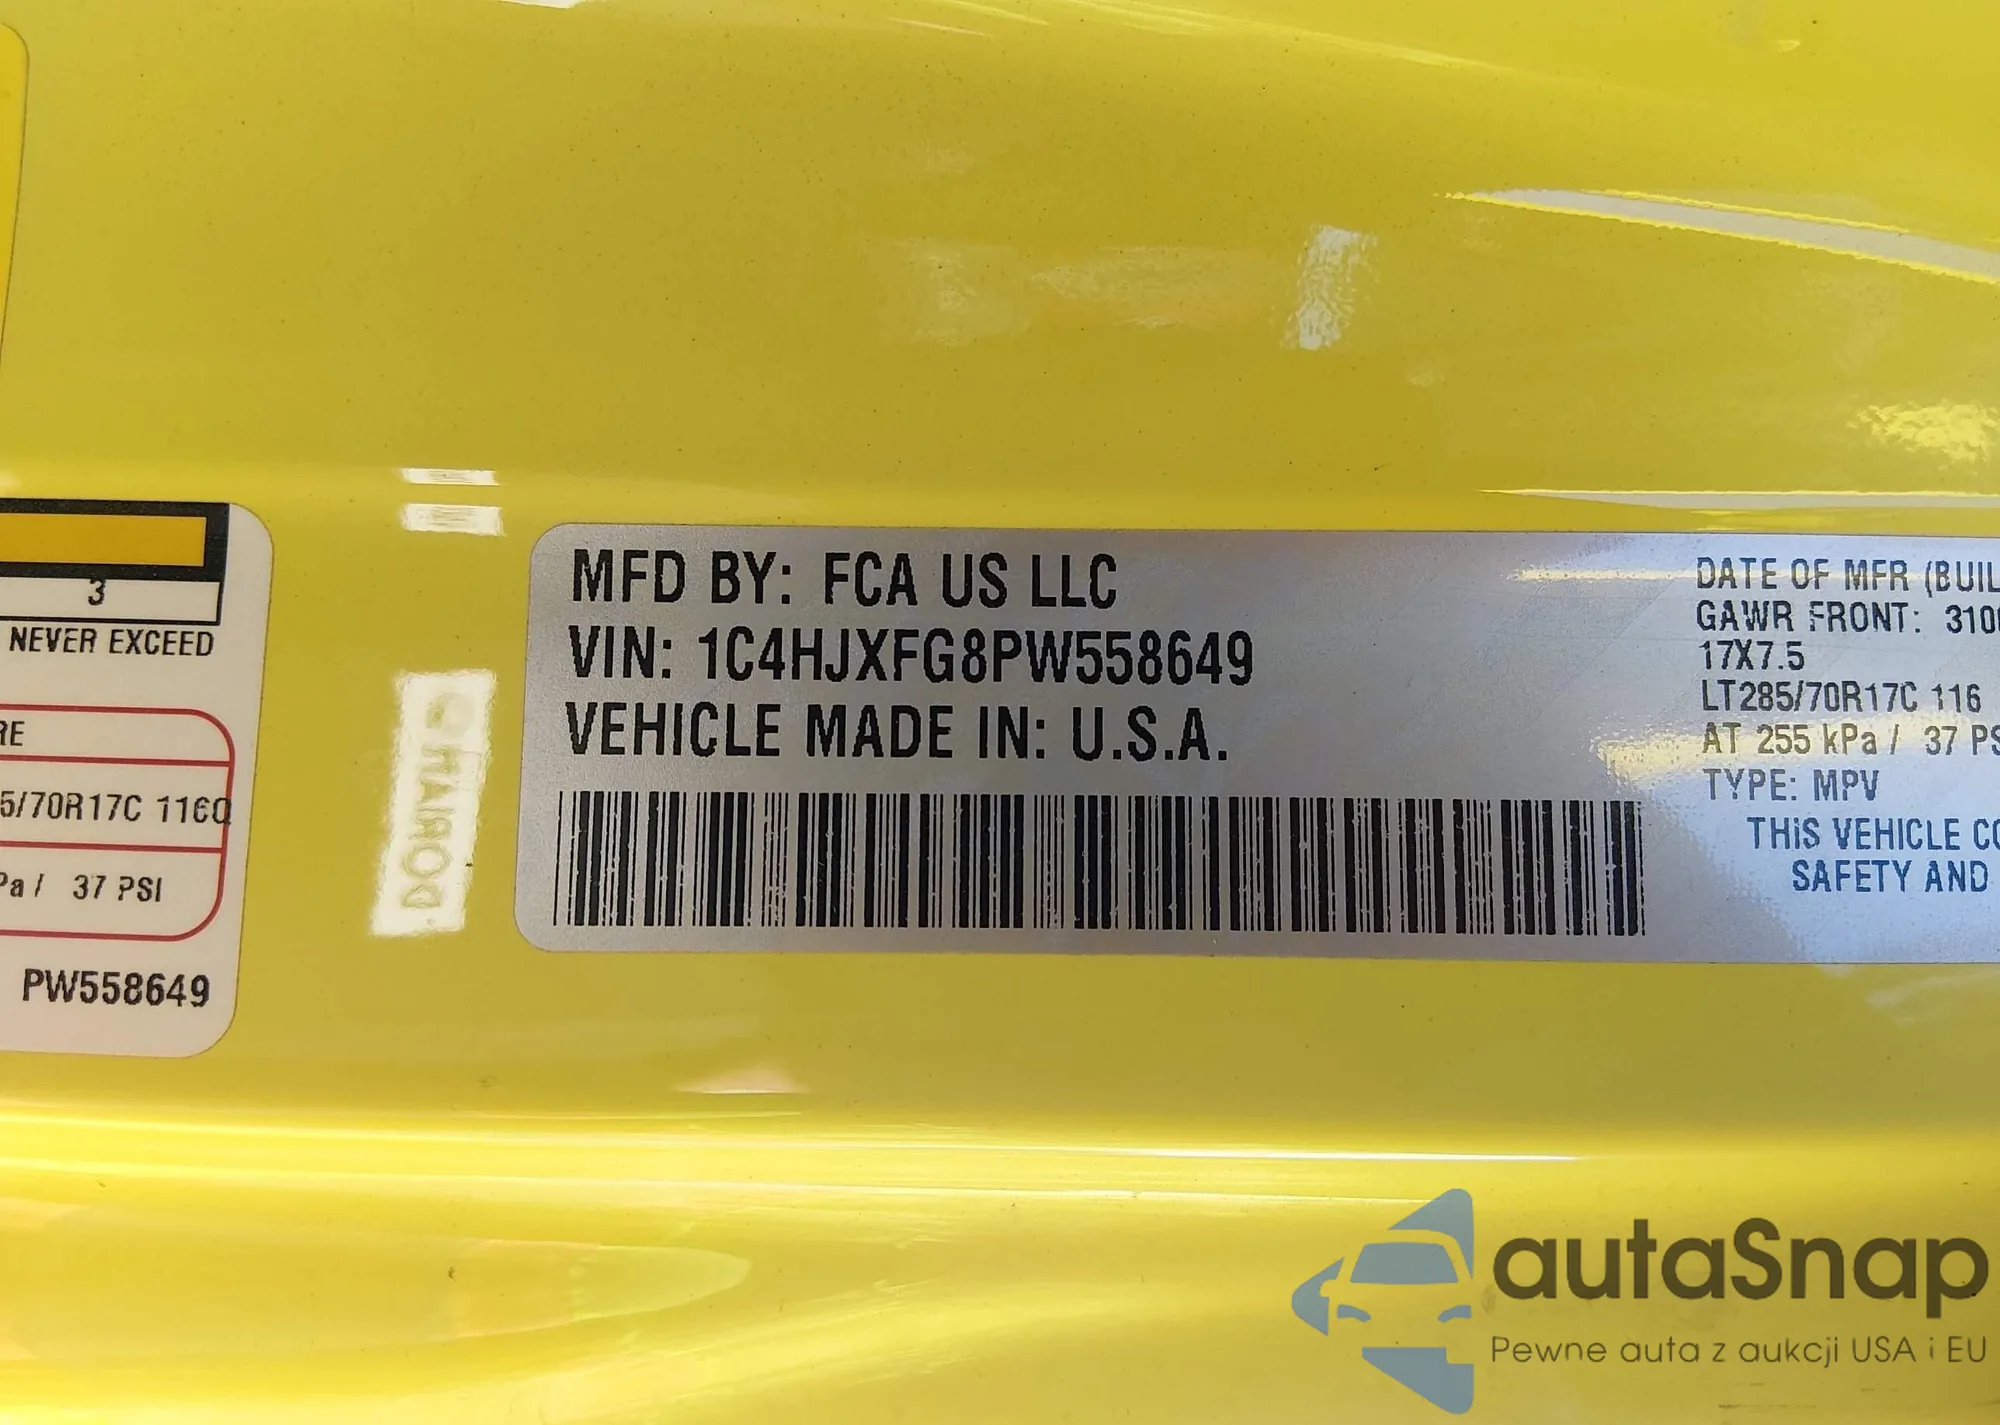 3
NEVER EXCEED
RE
5/70R17C 116Q
Pa / 37 PSI
PW558649
MFD BY: FCA US LLC
VIN: 1C4HJXFG8PW558649
VEHICLE MADE IN: U.S.A.
DATE OF MFR (BUIL
GAWR FRONT: 310
17X7.5
LT285/70R17C 116
AT 255 kPa / 37 PS
TYPE: MPV
THIS VEHICLE CO
SAFETY AND
autaSnap
Pewne auta z aukcji USA i EU